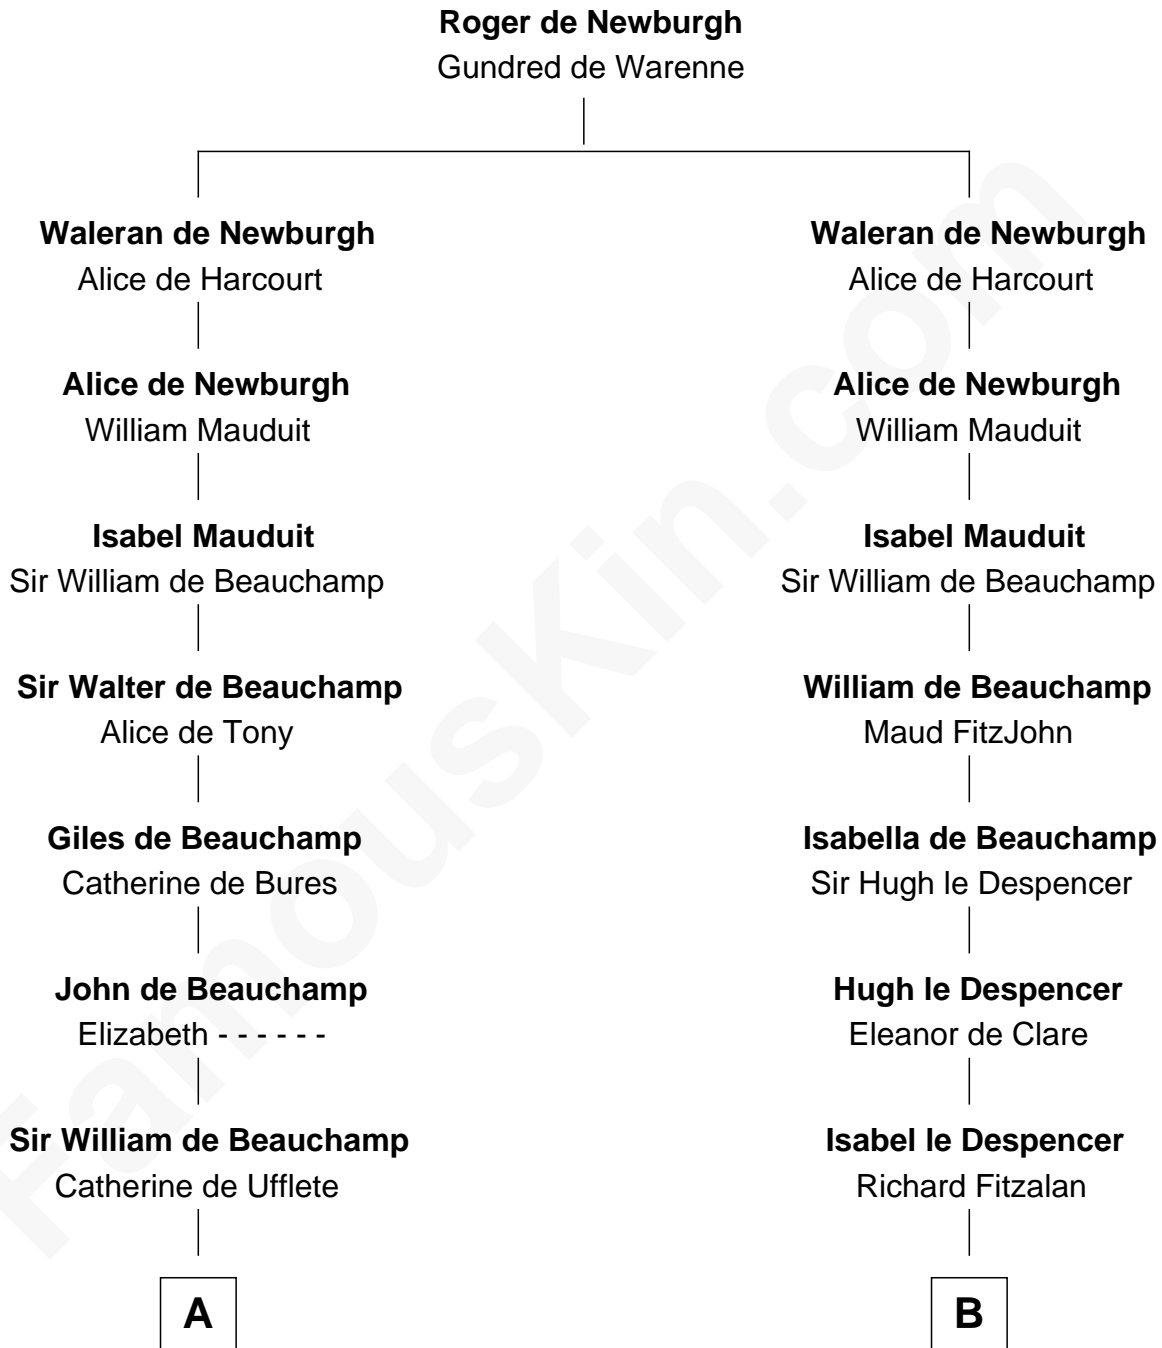 Roger de Newburgh
Gundred de Warenne
Waleran de Newburgh
Alice de Harcourt
Alice de Newburgh
William Mauduit
Isabel Mauduit
Sir William de Beauchamp
Sir Walter de Beauchamp
Alice de Tony
Giles de Beauchamp
Catherine de Bures
John de Beauchamp
Elizabeth - - - - - -
Sir William de Beauchamp
Catherine de Ufflete
A
Waleran de Newburgh
Alice de Harcourt
Alice de Newburgh
William Mauduit
Isabel Mauduit
Sir William de Beauchamp
William de Beauchamp
Maud FitzJohn
Isabella de Beauchamp
Sir Hugh le Despencer
Hugh le Despencer
Eleanor de Clare
Isabel le Despencer
Richard Fitzalan
B
FamousKin.com